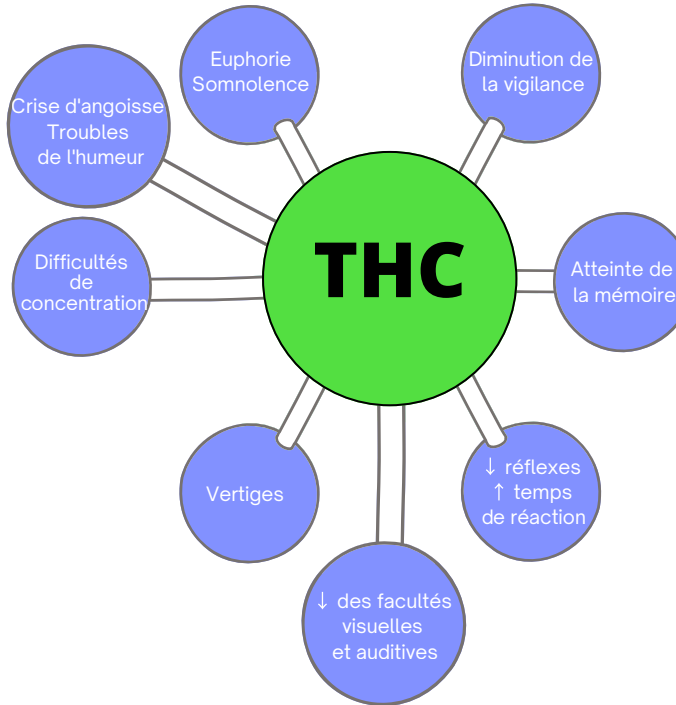 Euphorie
Somnolence
Diminution de
la vigilance
Crise d'angoisse
Troubles
de l'humeur
THC
Difficultés
de
concentration
Atteinte de
la mémoire
Vertiges
↓ réflexes
↑ temps
de réaction
↓ des facultés
visuelles
et auditives